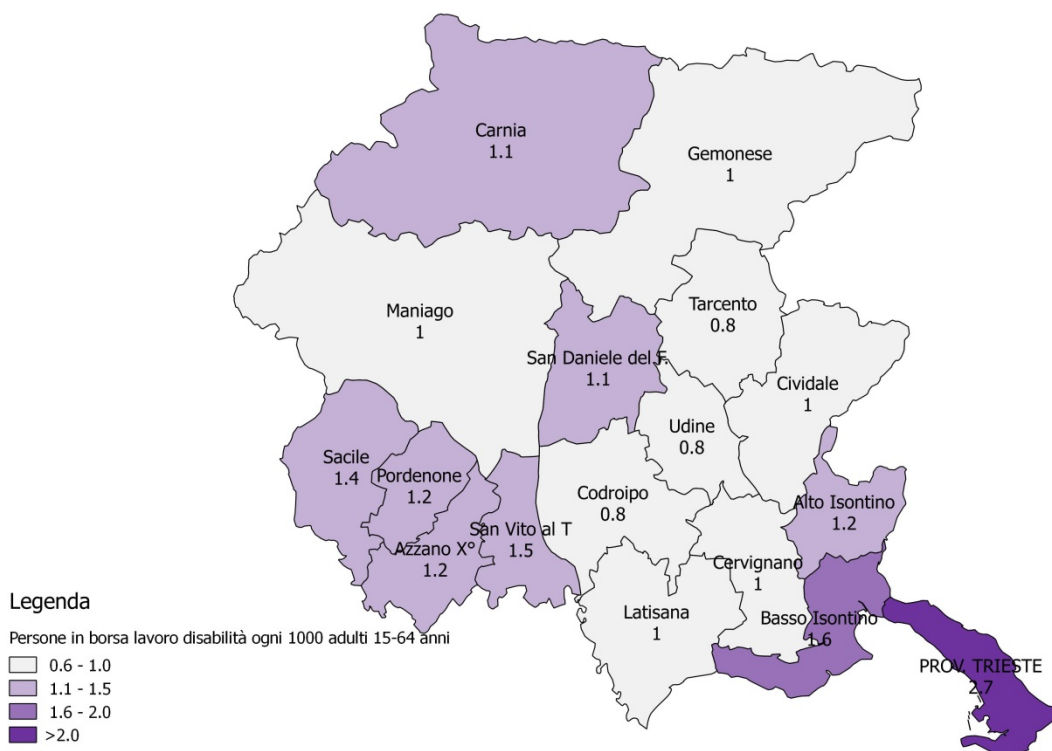 Carnia
1.1
Gemonese
1
Maniago
1
Tarcento
0.8
San Daniele del F.
1.1
Cividale
1
Udine
0.8
Sacile
1.4
Pordenone
1.2
Codroipo
0.8
Alto Isontino
1.2
San Vito al T
1.5
Azzano X°
1.2
Cervignano
1
Latisana
1
Basso Isontino
1.6
PROV. TRIESTE
2.7
Legenda
Persone in borsa lavoro disabilità ogni 1000 adulti 15-64 anni
0.6 - 1.0
1.1 - 1.5
1.6 - 2.0
>2.0